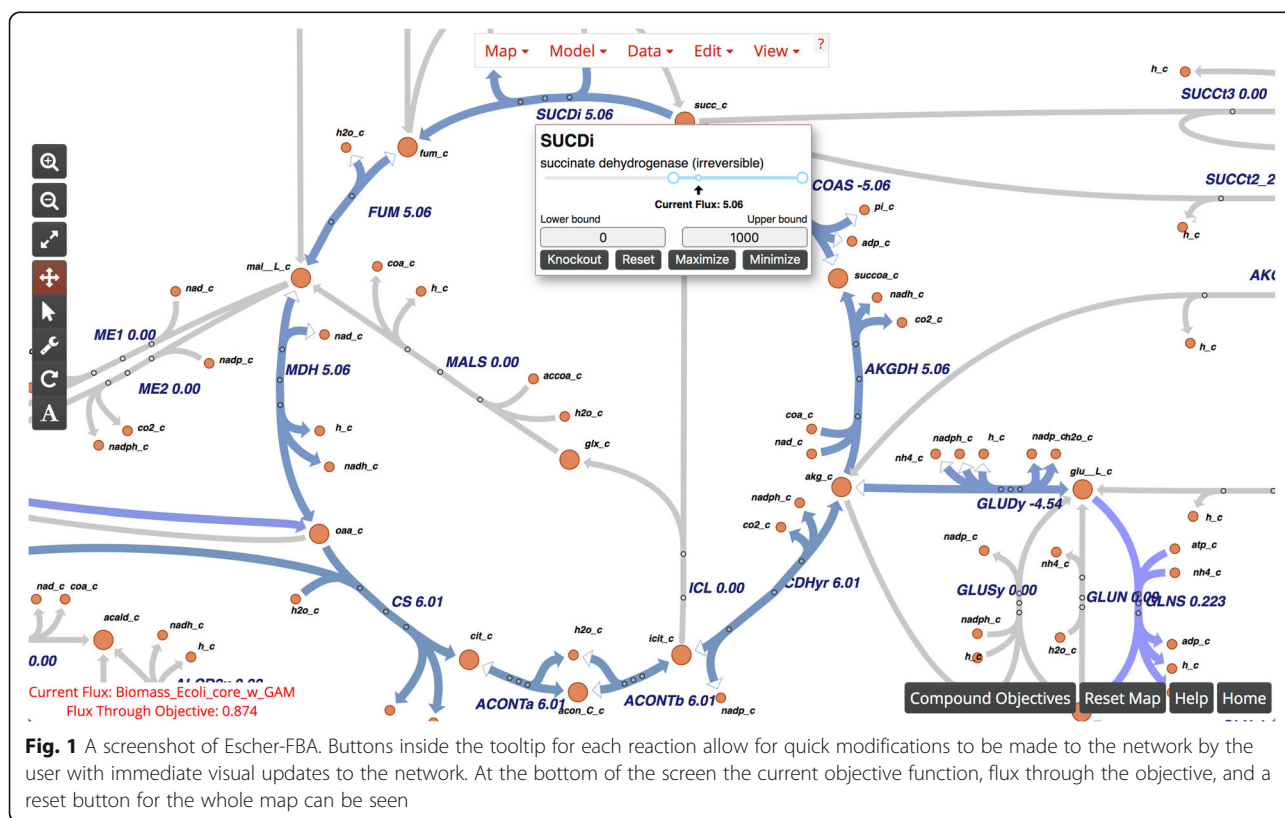 Map Model Data Edit View ?
h_c
SUCCt3 0.00
succ_c
SUCDi 5.06
h2o_c
fum_c
SUCDi
succinate dehydrogenase (irreversible)
Current Flux: 5.06
Lower bound Upper bound
0 1000
Knockout Reset Maximize Minimize
COAS -5.06
SUCCt2_2
pi_c
adp_c
h_c
FUM 5.06
mal__L_c
coa_c
h_c
succoa_c
nadh_c
co2_c
AKG
nad_c
ME1 0.00
nad_c
MALS 0.00
h_c
ME2 0.00
nadp_c
MDH 5.06
accoa_c
AKGDH 5.06
h2o_c
co2_c
nadph_c
h_c
nadh_c
glx_c
coa_c
nad_c
nadph_c h_c nadp_c h2o_c
nh4_c
glu__L_c
akg_c
GLUDy -4.54
nadph_c
co2_c
h_c
oaa_c
nadp_c
nh4_c
atp_c
nh4_c
ICL 0.00
CDHyr 6.01
GLUSy 0.00
GLUN 0.00
GLNS 0.223
nad_c coa_c
h2o_c
CS 6.01
acald_c
nadh_c
h_c
cit_c
h2o_c
icit_c
nadph_c
h_c
h2o_c
adp_c
h_c
0.00
ACONTa 6.01
acon_C_c
ACONTb 6.01
nadp_c
Current Flux: Biomass_Ecoli_core_w_GAM
Flux Through Objective: 0.874
Compound Objectives Reset Map Help Home
A
Fig. 1 A screenshot of Escher-FBA. Buttons inside the tooltip for each reaction allow for quick modifications to be made to the network by the
user with immediate visual updates to the network. At the bottom of the screen the current objective function, flux through the objective, and a
reset button for the whole map can be seen